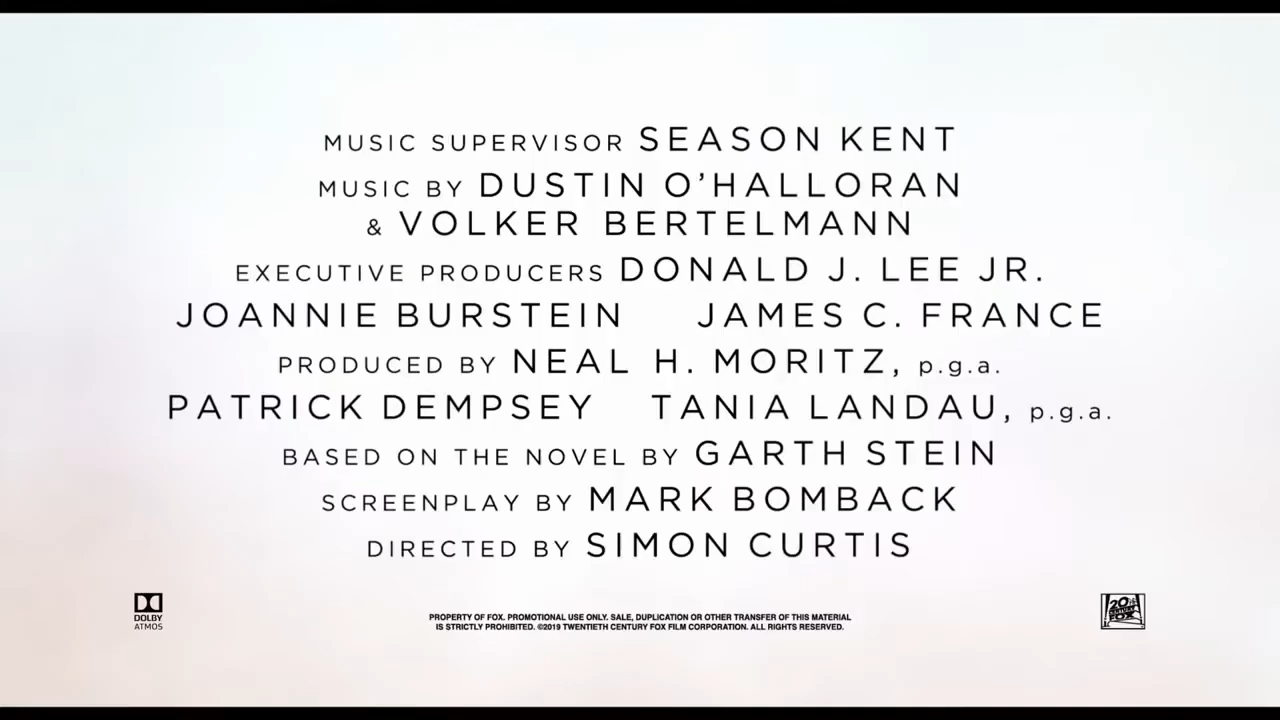 MUSIC SUPERVISOR SEASON KENT
MUSIC BY DUSTIN O’HALLORAN
& VOLKER BERTELMANN
EXECUTIVE PRODUCERS DONALD J. LEE JR.
JOANNIE BURSTEIN JAMES C. FRANCE
PRODUCED BY NEAL H. MORITZ, p.g.a.
PATRICK DEMPSEY TANIA LANDAU, p.g.a.
BASED ON THE NOVEL BY GARTH STEIN
SCREENPLAY BY MARK BOMBACK
DIRECTED BY SIMON CURTIS
DOLBY
ATMOS
PROPERTY OF FOX. PROMOTIONAL USE ONLY. SALE, DUPLICATION OR OTHER TRANSFER OF THIS MATERIAL
IS STRICTLY PROHIBITED. ©2019 TWENTIETH CENTURY FOX FILM CORPORATION. ALL RIGHTS RESERVED.
20th
CENTURY
FOX